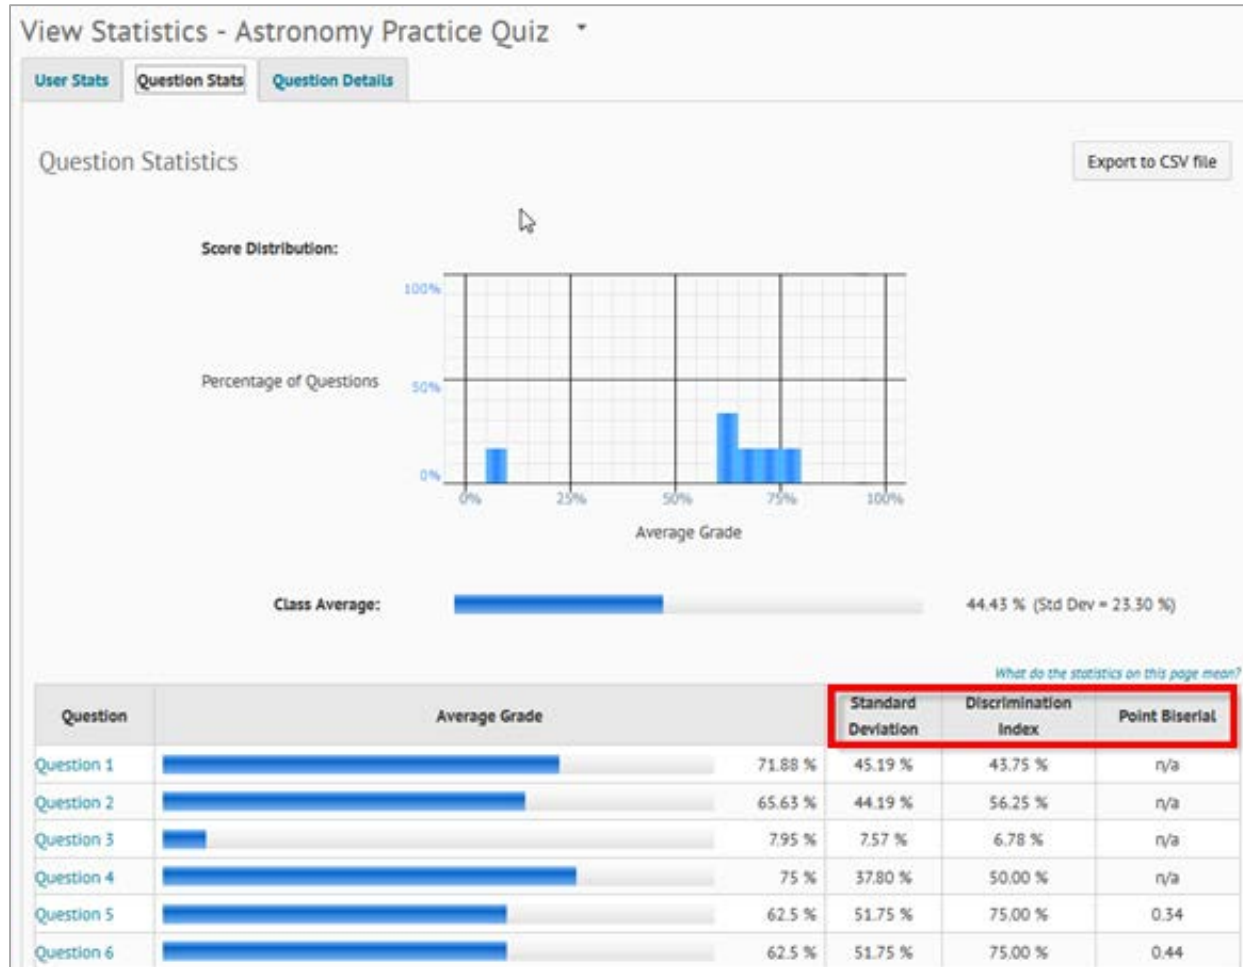 View Statistics - Astronomy Practice Quiz
User Stats Question Stats Question Details
Question Statistics
Export to CSV file
Score Distribution:
100%
Percentage of Questions
50%
0%
0% 25% 50% 75% 100%
Average Grade
Class Average: 44.43 % (Std Dev = 23.30 %)
What do the statistics on this page mean?
Question Average Grade Standard Deviation Discrimination Index Point Biserial
Question 1 71.88 % 45.19 % 43.75 % n/a
Question 2 65.63 % 44.19 % 56.25 % n/a
Question 3 7.95 % 7.57 % 6.78 % n/a
Question 4 75 % 37.80 % 50.00 % n/a
Question 5 62.5 % 51.75 % 75.00 % 0.34
Question 6 62.5 % 51.75 % 75.00 % 0.44